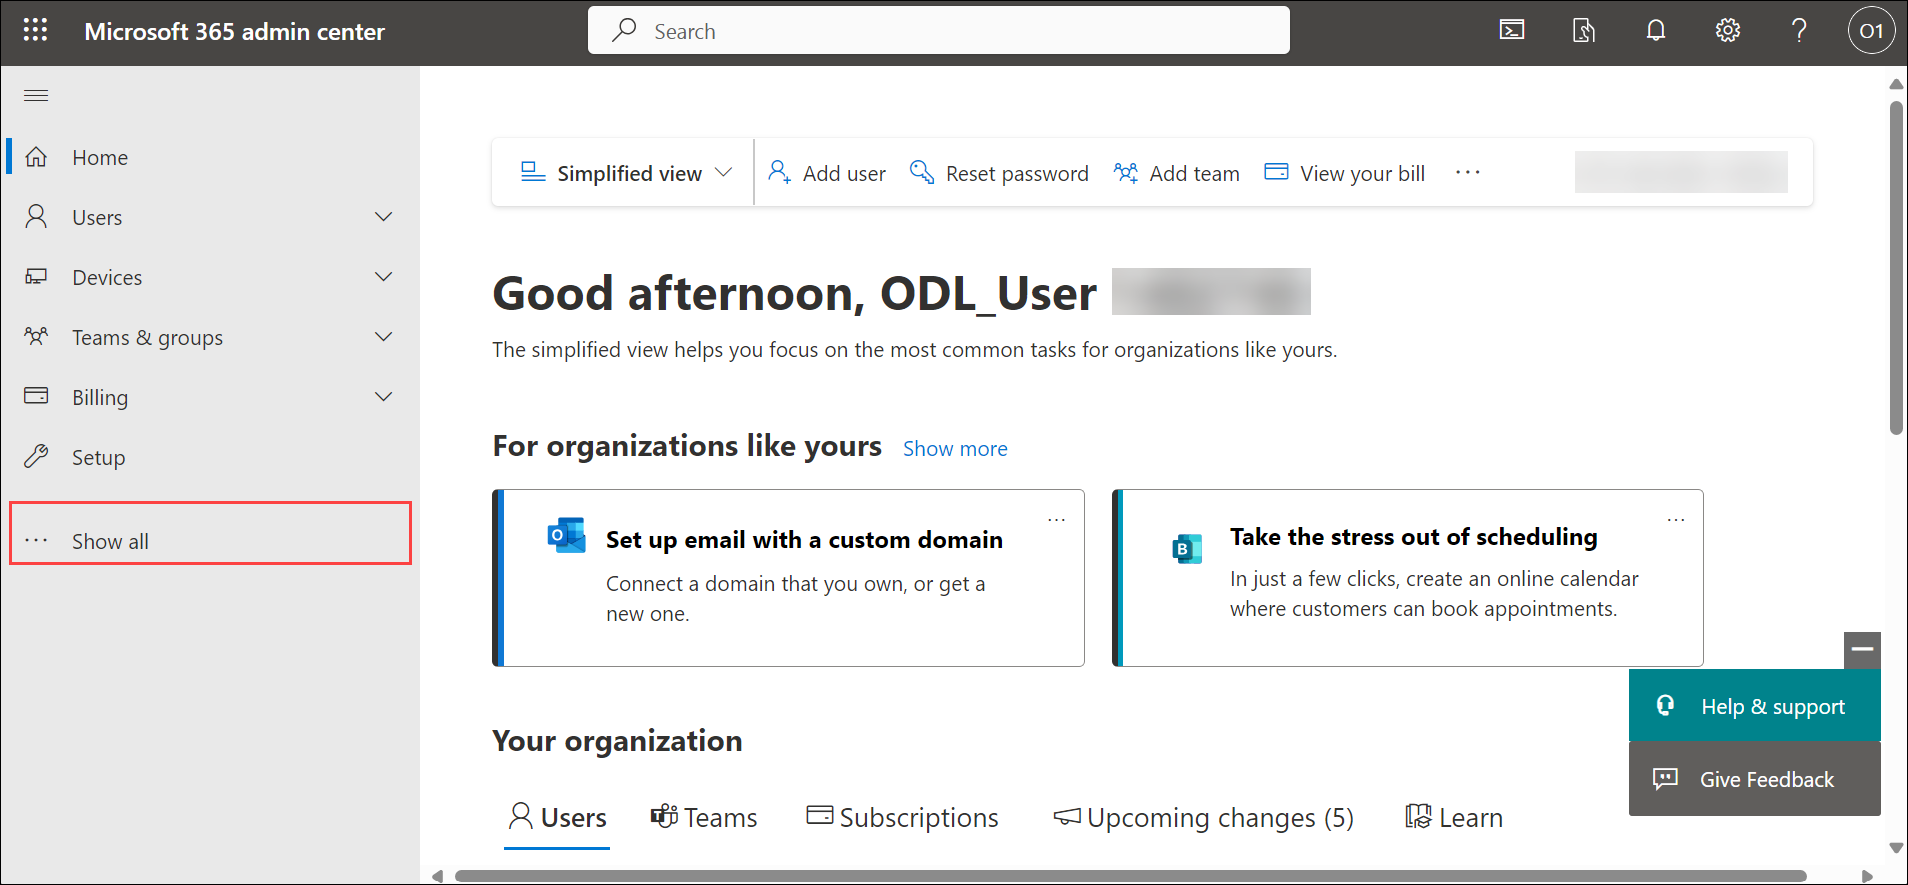 Microsoft 365 admin center
Search
O1
Home
Users
Devices
Teams & groups
Billing
Setup
Show all
Simplified view
Add user
Reset password
Add team
View your bill
Good afternoon, ODL_User
The simplified view helps you focus on the most common tasks for organizations like yours.
For organizations like yours
Show more
Set up email with a custom domain
Connect a domain that you own, or get a
new one.
Take the stress out of scheduling
In just a few clicks, create an online calendar
where customers can book appointments.
Help & support
Give Feedback
Your organization
Users
Teams
Subscriptions
Upcoming changes (5)
Learn